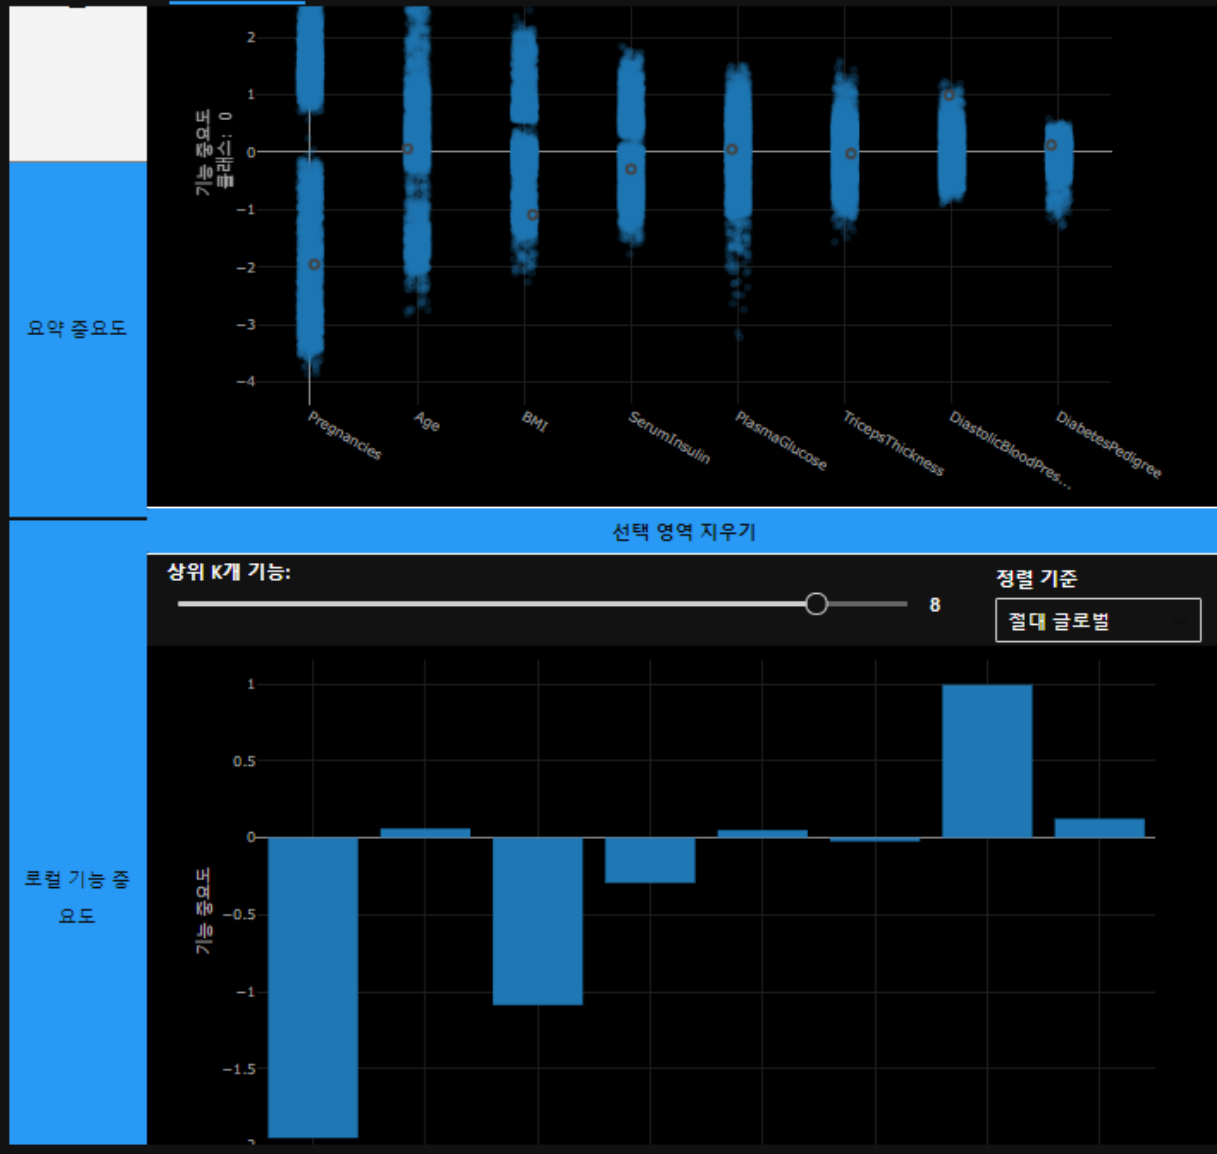 2
1
0
−1
−2
−3
−4
기능 중요도
클래스: 0
Pregnancies
Age
BMI
SerumInsulin
PlasmaGlucose
TricepsThickness
DiastolicBloodPres...
DiabetesPedigree
요약 중요도
선택 영역 지우기
상위 K개 기능:
8
정렬 기준
절대 글로벌
1
0.5
0
−0.5
−1
−1.5
기능 중요도
로컬 기능 중
요도